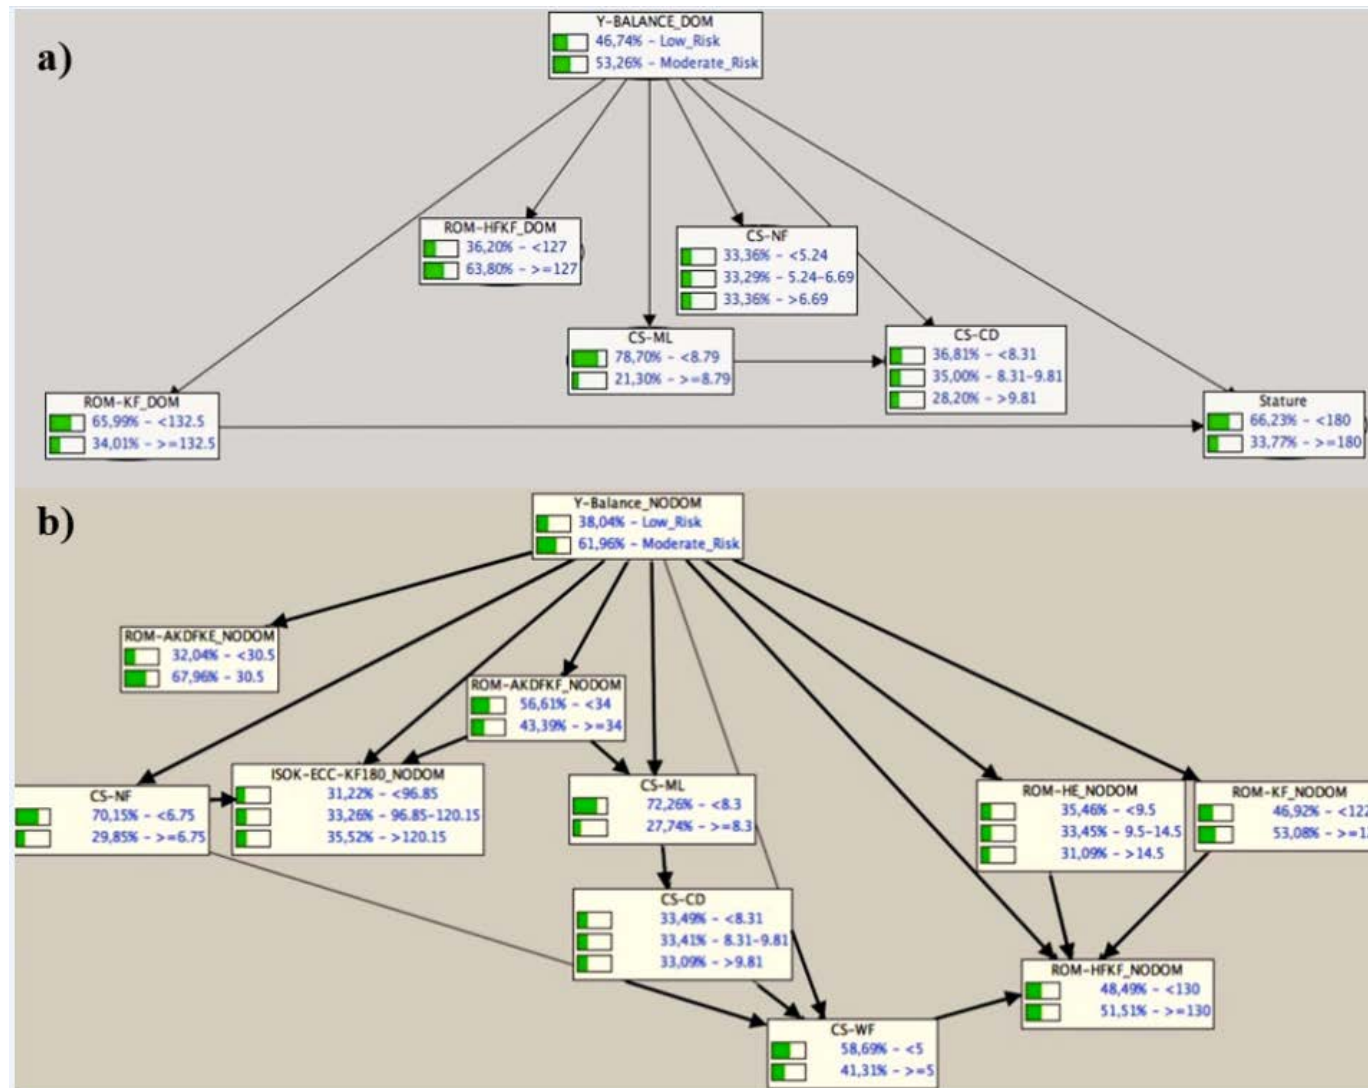 a)
Y-BALANCE_DOM
46,74% - Low_Risk
53,26% - Moderate_Risk
ROM-HFKF_DOM
36,20% - <127
63,80% - >=127
CS-NF
33,36% - <5.24
33,29% - 5.24-6.69
33,36% - >6.69
CS-ML
78,70% - <8.79
21,30% - >=8.79
CS-CD
36,81% - <8.31
35,00% - 8.31-9.81
28,20% - >9.81
ROM-KF_DOM
65,99% - <132.5
34,01% - >=132.5
Stature
66,23% - <180
33,77% - >=180
b)
Y-Balance_NODOM
38,04% - Low_Risk
61,96% - Moderate_Risk
ROM-AKDFKE_NODOM
32,04% - <30.5
67,96% - 30.5
ROM-AKDFKF_NODOM
56,61% - <34
43,39% - >=34
CS-NF
70,15% - <6.75
29,85% - >=6.75
ISOK-ECC-KF180_NODOM
31,22% - <96.85
33,26% - 96.85-120.15
35,52% - >120.15
CS-ML
72,26% - <8.3
27,74% - >=8.3
ROM-HE_NODOM
35,46% - <9.5
33,45% - 9.5-14.5
31,09% - >14.5
ROM-KF_NODOM
46,92% - <122
53,08% - >=1
CS-CD
33,49% - <8.31
33,41% - 8.31-9.81
33,09% - >9.81
ROM-HFKF_NODOM
48,49% - <130
51,51% - >=130
CS-WF
58,69% - <5
41,31% - >=5